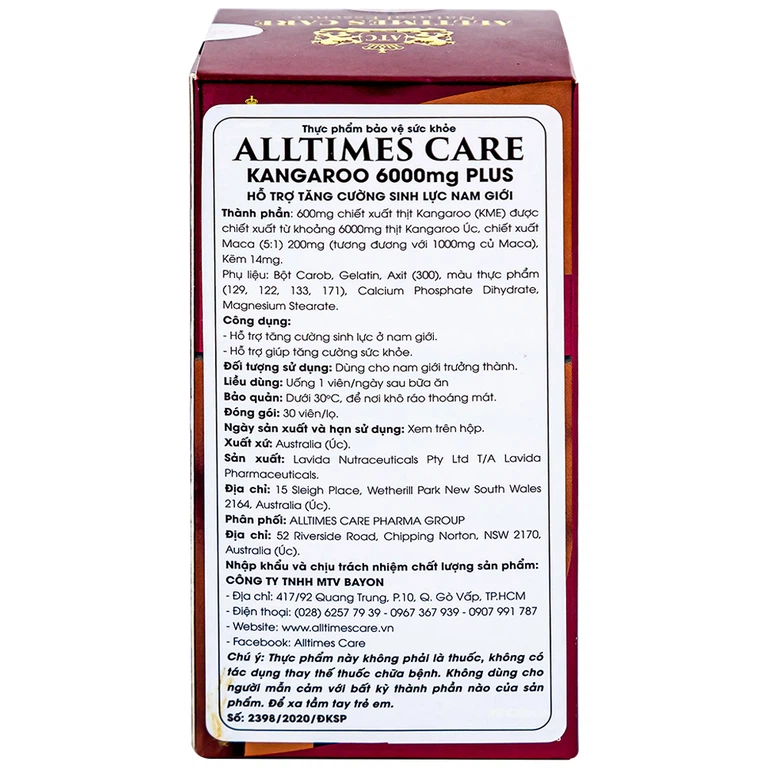 ALLTIMES CARE
ATC
Thực phẩm bảo vệ sức khỏe
ALLTIMES CARE
KANGAROO 6000mg PLUS
HỖ TRỢ TĂNG CƯỜNG SINH LỰC NAM GIỚI
Thành phần: 600mg chiết xuất thịt Kangaroo (KME) được
chiết xuất từ khoảng 6000mg thịt Kangaroo Úc, chiết xuất
Maca (5:1) 200mg (tương đương với 1000mg củ Maca),
Kẽm 14mg.
Phụ liệu: Bột Carob, Gelatin, Axit (300), màu thực phẩm
(129, 122, 133, 171), Calcium Phosphate Dihydrate,
Magnesium Stearate.
Công dụng:
- Hỗ trợ tăng cường sinh lực ở nam giới.
- Hỗ trợ giúp tăng cường sức khỏe.
Đối tượng sử dụng: Dùng cho nam giới trưởng thành.
Liều dùng: Uống 1 viên/ngày sau bữa ăn
Bảo quản: Dưới 30ºC, để nơi khô ráo thoáng mát.
Đóng gói: 30 viên/lọ.
Ngày sản xuất và hạn sử dụng: Xem trên hộp.
Xuất xứ: Australia (Úc).
Sản xuất: Lavida Nutraceuticals Pty Ltd T/A Lavida
Pharmaceuticals.
Địa chỉ: 15 Sleigh Place, Wetherill Park New South Wales
2164, Australia (Úc).
Phân phối: ALLTIMES CARE PHARMA GROUP
Địa chỉ: 52 Riverside Road, Chipping Norton, NSW 2170,
Australia (Úc).
Nhập khẩu và chịu trách nhiệm chất lượng sản phẩm:
CÔNG TY TNHH MTV BAYON
- Địa chỉ: 417/92 Quang Trung, P.10, Q. Gò Vấp, TP.HCM
- Điện thoại: (028) 6257 79 39 - 0967 367 939 - 0907 991 787
- Website: www.alltimescare.vn
- Facebook: Alltimes Care
Chú ý: Thực phẩm này không phải là thuốc, không có
tác dụng thay thế thuốc chữa bệnh. Không dùng cho
người mẫn cảm với bất kỳ thành phần nào của sản
phẩm. Để xa tầm tay trẻ em.
Số: 2398/2020/ĐKSP